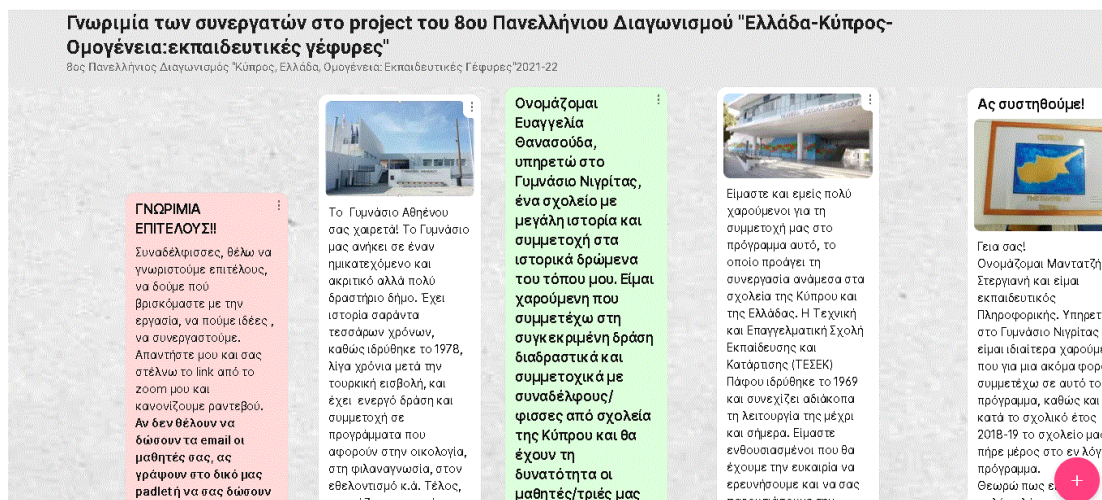 Γνωριμία των συνεργατών στο project του 8ου Πανελλήνιου Διαγωνισμού "Ελλάδα-Κύπρος-
Ομογένεια:εκπαιδευτικές γέφυρες"
8ος Πανελλήνιος Διαγωνισμός "Κύπρος, Ελλάδα, Ομογένεια: Εκπαιδευτικές Γέφυρες"2021-22
ΓΝΩΡΙΜΙΑ
ΕΠΙΤΕΛΟΥΣ!!
Συναδέλφισσες, θέλω να
γνωριστούμε επιτέλους,
να δούμε πού
βρισκόμαστε με την
εργασία, να πούμε ιδέες ,
να συνεργαστούμε.
Απαντήστε μου και σας
στέλνω το link από το
zoom μου και
κανονίζουμε ραντεβού.
Αν δεν θέλουν να
δώσουν τα email οι
μαθητές σας, ας
γράψουν στο δικό μας
padlet ή να σας δώσουν
Το Γυμνάσιο Αθηένου
σας χαιρετά! Το Γυμνάσιο
μας ανήκει σε έναν
ημικατεχόμενο και
ακριτικό αλλά πολύ
δραστήριο δήμο. Έχει
ιστορία σαράντα
τεσσάρων χρόνων,
καθώς ιδρύθηκε το 1978,
λίγα χρόνια μετά την
τουρκική εισβολή, και
έχει ενεργό δράση και
συμμετοχή σε
προγράμματα που
αφορούν στην οικολογία,
στη φιλαναγνωσία, στον
εθελοντισμό κ.ά. Τέλος,
Ονομάζομαι
Ευαγγελία
Θανασούδα,
υπηρετώ στο
Γυμνάσιο Νιγρίτας,
ένα σχολείο με
μεγάλη ιστορία και
συμμετοχή στα
ιστορικά δρώμενα
του τόπου μου. Είμαι
χαρούμενη που
συμμετέχω στη
συγκεκριμένη δράση
διαδραστικά και
συμμετοχικά με
συναδέλφους/
φισσες από σχολεία
της Κύπρου και θα
έχουν τη
δυνατότητα οι
μαθητές/τριές μας
Είμαστε και εμείς πολύ
χαρούμενοι για τη
συμμετοχή μας στο
πρόγραμμα αυτό, το
οποίο προάγει τη
συνεργασία ανάμεσα στα
σχολεία της Κύπρου και
της Ελλάδας. Η Τεχνική
και Επαγγελματική Σχολή
Εκπαίδευσης και
Κατάρτισης (ΤΕΣΕΚ)
Πάφου ιδρύθηκε το 1969
και συνεχίζει αδιάκοπα
τη λειτουργία της μέχρι
και σήμερα. Είμαστε
ενθουσιασμένοι που θα
έχουμε την ευκαιρία να
ερευνήσουμε και να σας
Ας συστηθούμε!
Γεια σας!
Ονομάζομαι Μαντατζή
Στεργιανή και είμαι
εκπαιδευτικός
Πληροφορικής. Υπηρετ
στο Γυμνάσιο Νιγρίτας
είμαι ιδιαίτερα χαρούμε
που για μια ακόμα φορ
συμμετέχω σε αυτό το
πρόγραμμα, καθώς και
κατά το σχολικό έτος
2018-19 το σχολείο μας
πήρε μέρος στο εν λόγ
πρόγραμμα.
Θεωρώ πως